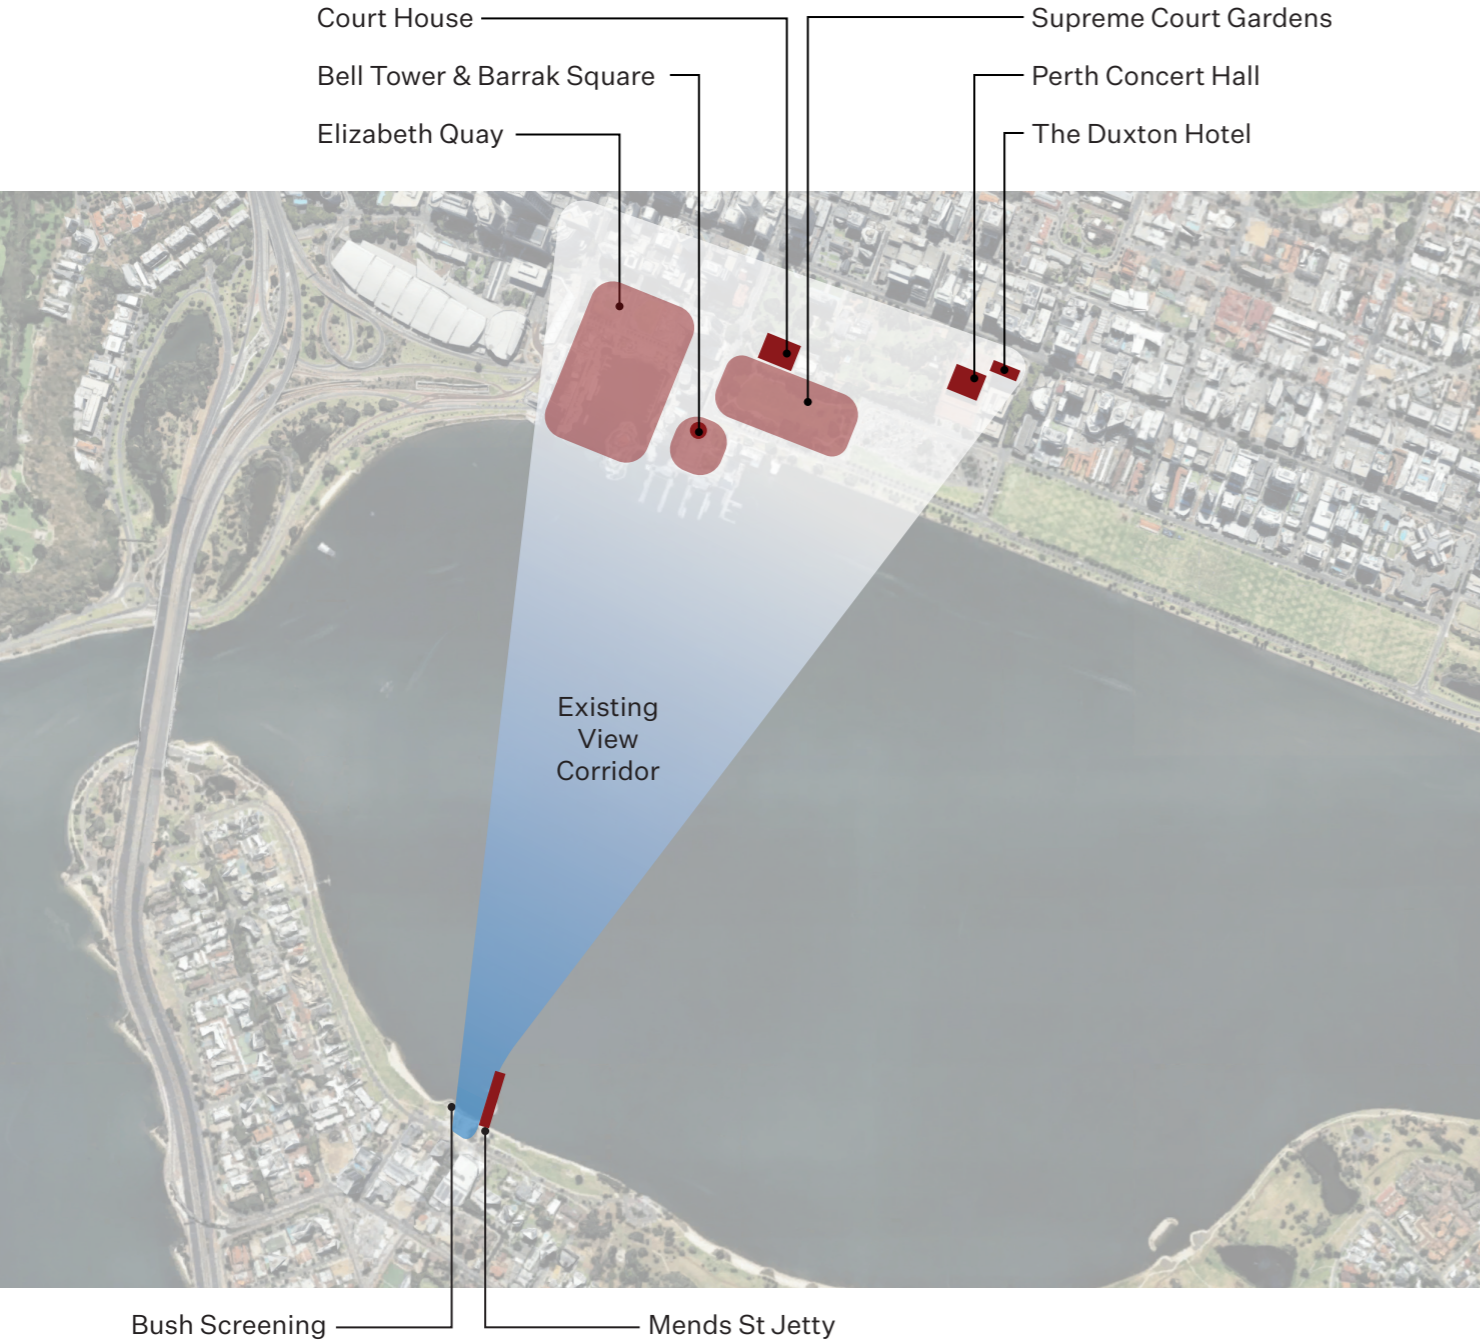 Court House
Supreme Court Gardens
Bell Tower & Barrak Square
Perth Concert Hall
Elizabeth Quay
The Duxton Hotel
Existing
View
Corridor
Bush Screening
Mends St Jetty